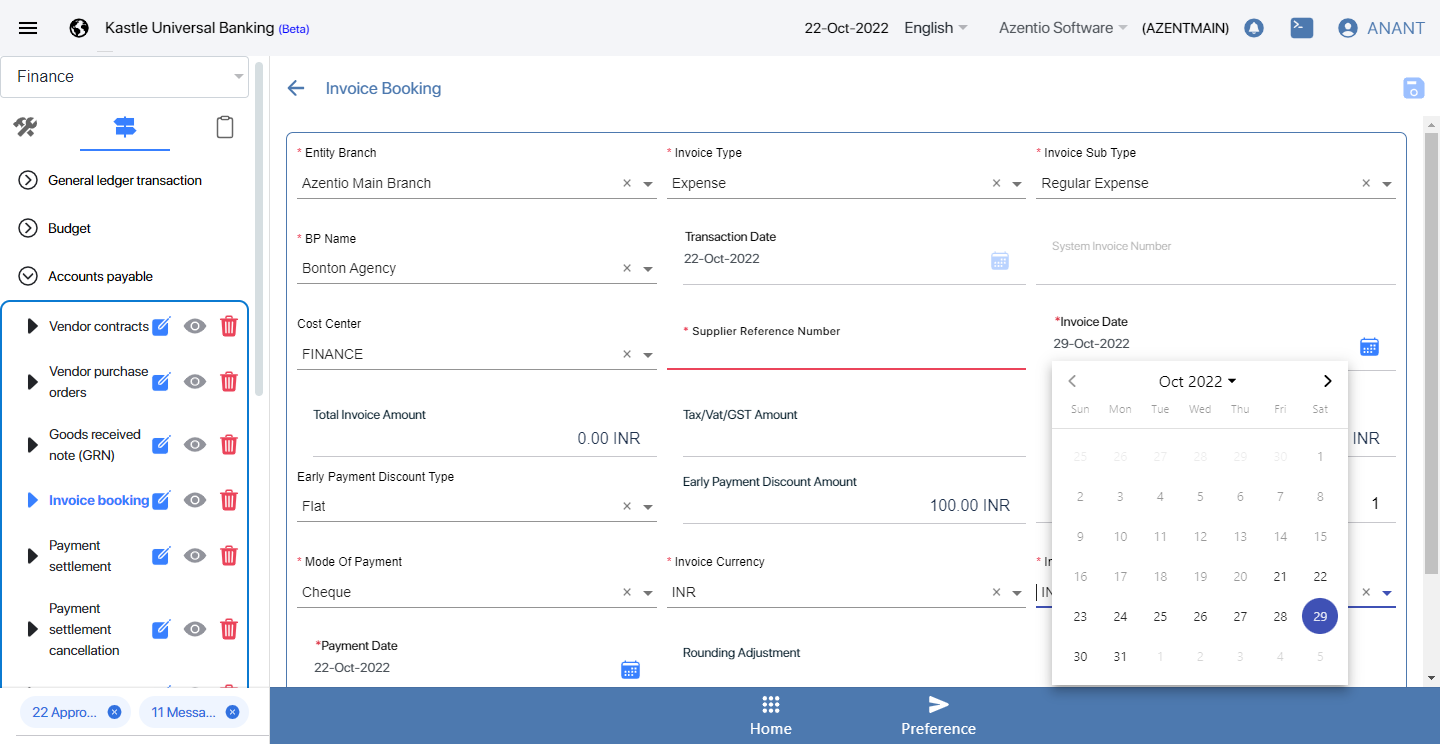 Kastle Universal Banking (Beta)
22-Oct-2022
English
Azentio Software
(AZENTMAIN)
ANANT
Finance
General ledger transaction
Budget
Accounts payable
Vendor contracts
Vendor purchase
orders
Goods received
note (GRN)
Invoice booking
Payment
settlement
Payment
settlement
cancellation
22 Appro...
11 Messa...
Invoice Booking
* Entity Branch
Azentio Main Branch
* Invoice Type
Expense
* Invoice Sub Type
Regular Expense
* BP Name
Bonton Agency
Transaction Date
22-Oct-2022
System Invoice Number
Cost Center
FINANCE
* Supplier Reference Number
*Invoice Date
29-Oct-2022
Total Invoice Amount
0.00 INR
Tax/Vat/GST Amount
INR
Early Payment Discount Type
Flat
Early Payment Discount Amount
100.00 INR
1
* Mode Of Payment
Cheque
* Invoice Currency
INR
*Payment Date
22-Oct-2022
Rounding Adjustment
Oct 2022
Sun Mon Tue Wed Thu Fri Sat
25 26 27 28 29 30 1
2 3 4 5 6 7 8
9 10 11 12 13 14 15
16 17 18 19 20 21 22
23 24 25 26 27 28 29
30 31 1 2 3 4 5
Home
Preference